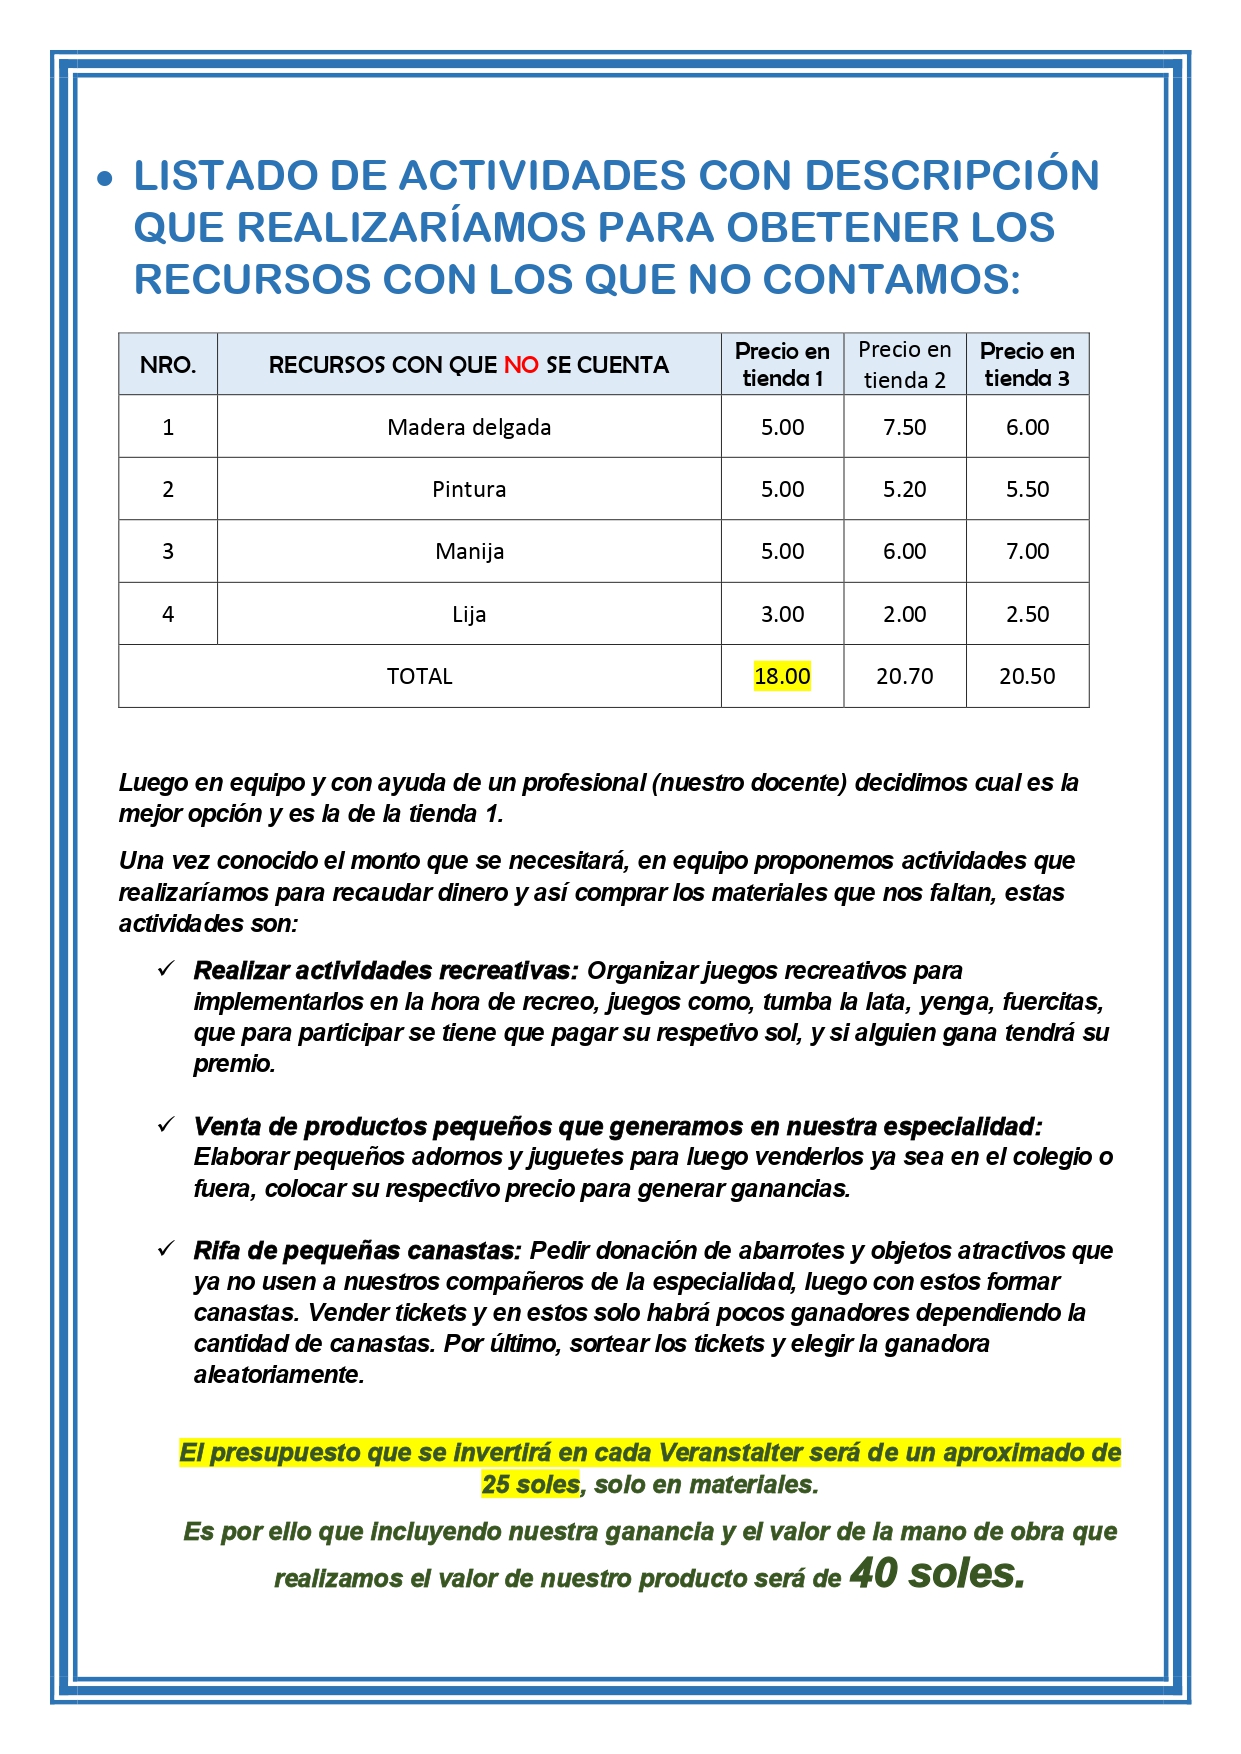 • LISTADO DE ACTIVIDADES CON DESCRIPCIÓN
QUE REALIZARÍAMOS PARA OBETENER LOS
RECURSOS CON LOS QUE NO CONTAMOS:
NRO. RECURSOS CON QUE NO SE CUENTA Precio en tienda 1 Precio en tienda 2 Precio en tienda 3
1 Madera delgada 5.00 7.50 6.00
2 Pintura 5.00 5.20 5.50
3 Manija 5.00 6.00 7.00
4 Lija 3.00 2.00 2.50
TOTAL 18.00 20.70 20.50
Luego en equipo y con ayuda de un profesional (nuestro docente) decidimos cual es la
mejor opción y es la de la tienda 1.
Una vez conocido el monto que se necesitará, en equipo proponemos actividades que
realizaríamos para recaudar dinero y así comprar los materiales que nos faltan, estas
actividades son:
✓ Realizar actividades recreativas: Organizar juegos recreativos para
implementarlos en la hora de recreo, juegos como, tumba la lata, yenga, fuercitas,
que para participar se tiene que pagar su respetivo sol, y si alguien gana tendrá su
premio.
✓ Venta de productos pequeños que generamos en nuestra especialidad:
Elaborar pequeños adornos y juguetes para luego venderlos ya sea en el colegio o
fuera, colocar su respectivo precio para generar ganancias.
✓ Rifa de pequeñas canastas: Pedir donación de abarrotes y objetos atractivos que
ya no usen a nuestros compañeros de la especialidad, luego con estos formar
canastas. Vender tickets y en estos solo habrá pocos ganadores dependiendo la
cantidad de canastas. Por último, sortear los tickets y elegir la ganadora
aleatoriamente.
El presupuesto que se invertirá en cada Veranstalter será de un aproximado de
25 soles, solo en materiales.
Es por ello que incluyendo nuestra ganancia y el valor de la mano de obra que
realizamos el valor de nuestro producto será de 40 soles.